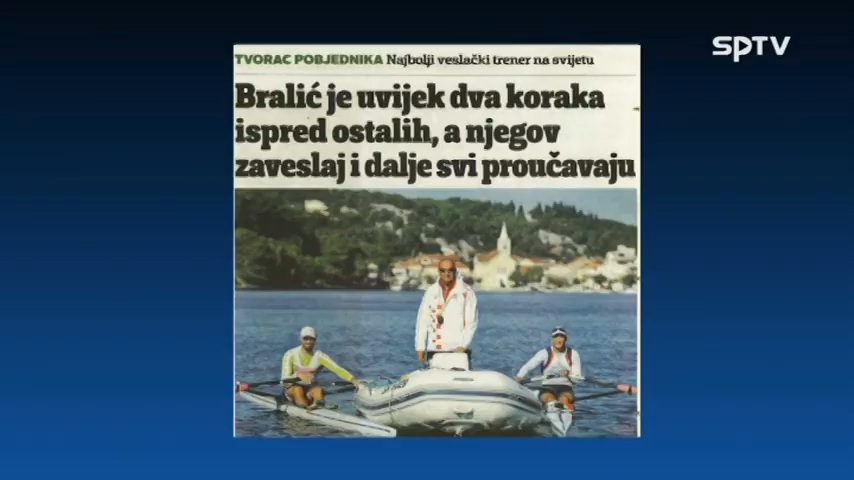 SPTV
TVORAC POBJEDNIKA Najbolji veslački trener na svijetu
Bralić je uvijek dva koraka
ispred ostalih, a njegov
zaveslaj i dalje svi proučavaju